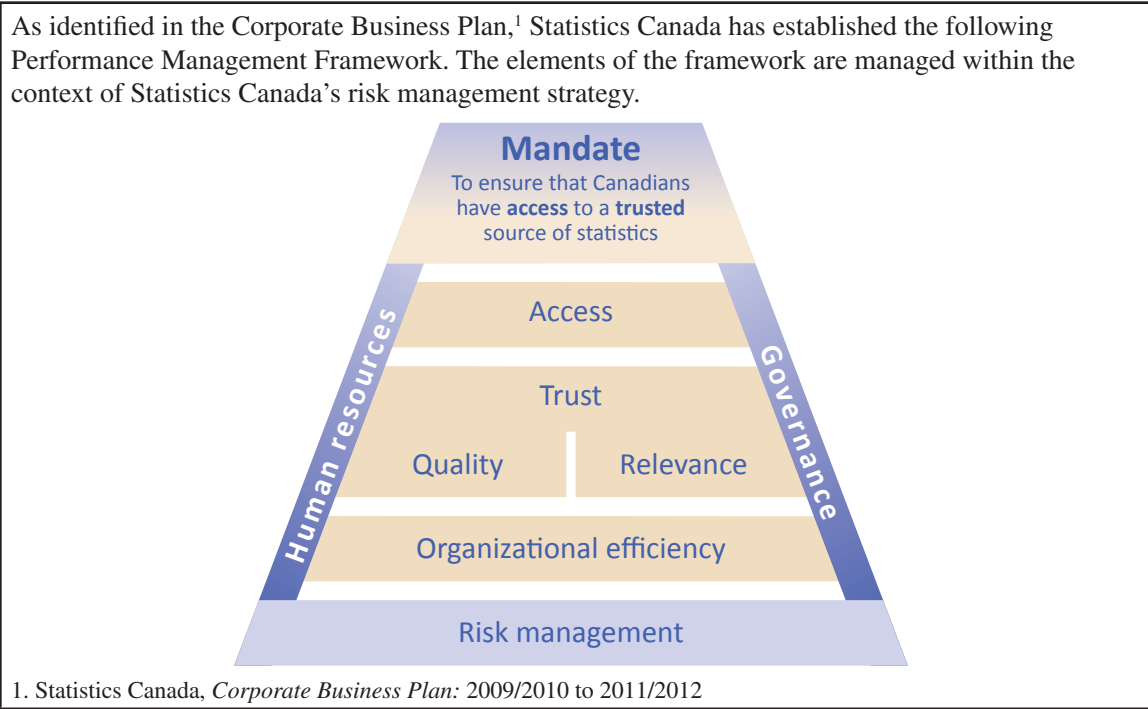 As identified in the Corporate Business Plan,1 Statistics Canada has established the following
Performance Management Framework. The elements of the framework are managed within the
context of Statistics Canada's risk management strategy.
Mandate
To ensure that Canadians
have access to a trusted
source of statistics
Human resources
Governance
Access
Trust
Quality
Relevance
Organizational efficiency
Risk management
1. Statistics Canada, Corporate Business Plan: 2009/2010 to 2011/2012